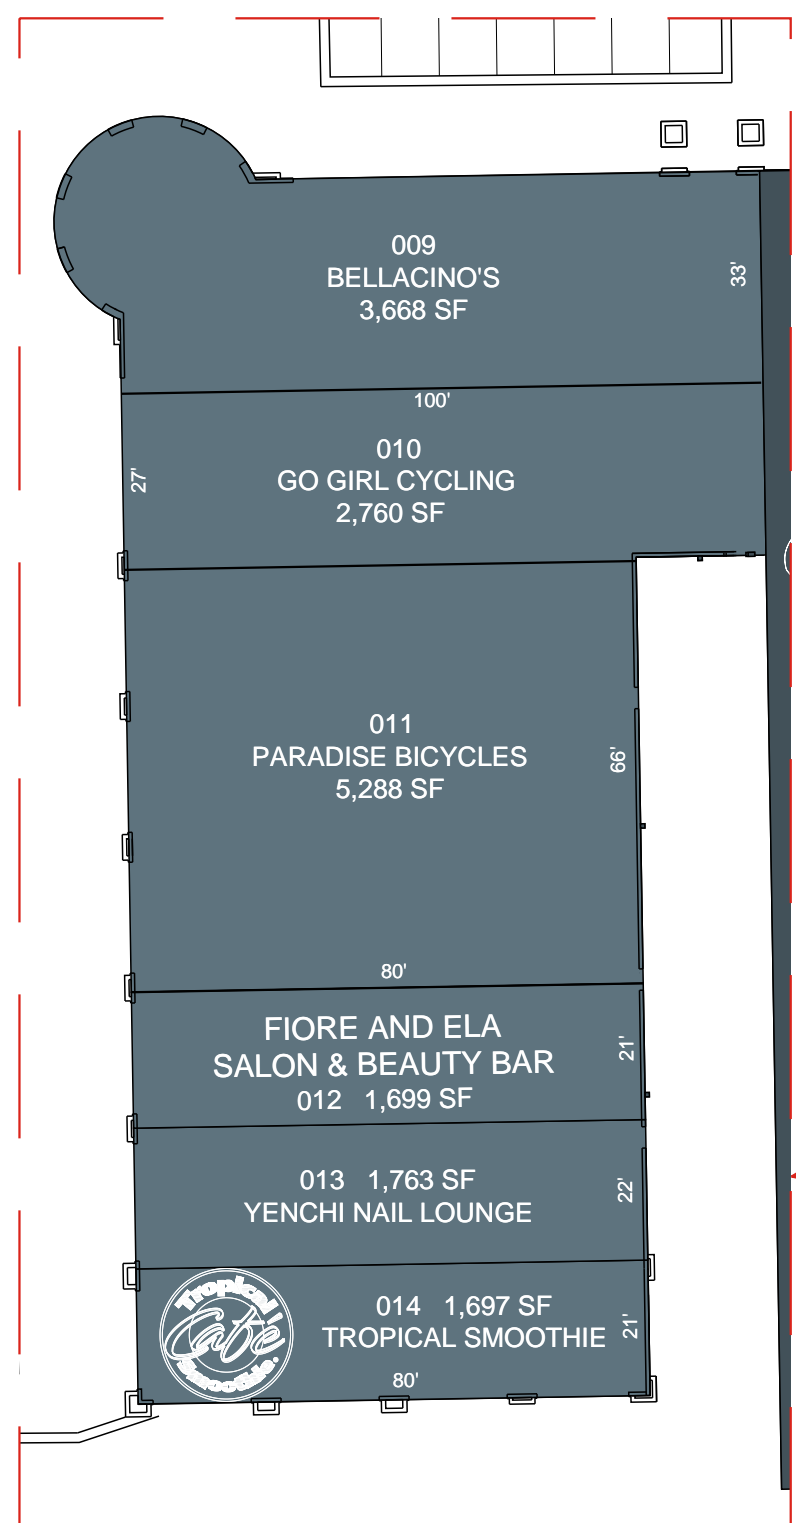 009
BELLACINO'S
3,668 SF
33'
100'
010
GO GIRL CYCLING
2,760 SF
27'
011
PARADISE BICYCLES
5,288 SF
66'
80'
FIORE AND ELA
SALON & BEAUTY BAR
012 1,699 SF
21'
013 1,763 SF
YENCHI NAIL LOUNGE
22'
Tropical
Cafe
Smoothie
014 1,697 SF
TROPICAL SMOOTHIE
21'
80'